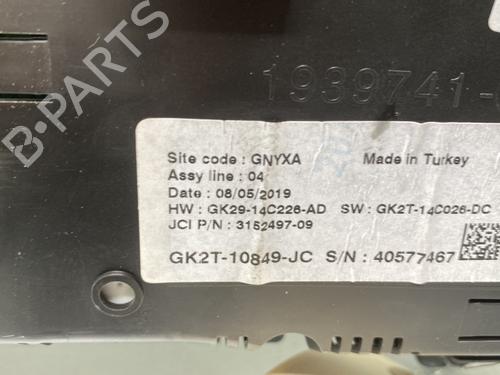 1939741-
Site code : GNYXA Made in Turkey
Assy line : 04
Date : 08/05/2019
HW : GK29-14C226-AD SW : GK2T-14C026-DC
JCI P/N : 3152497-09
GK2T-10849-JC S/N : 40577467